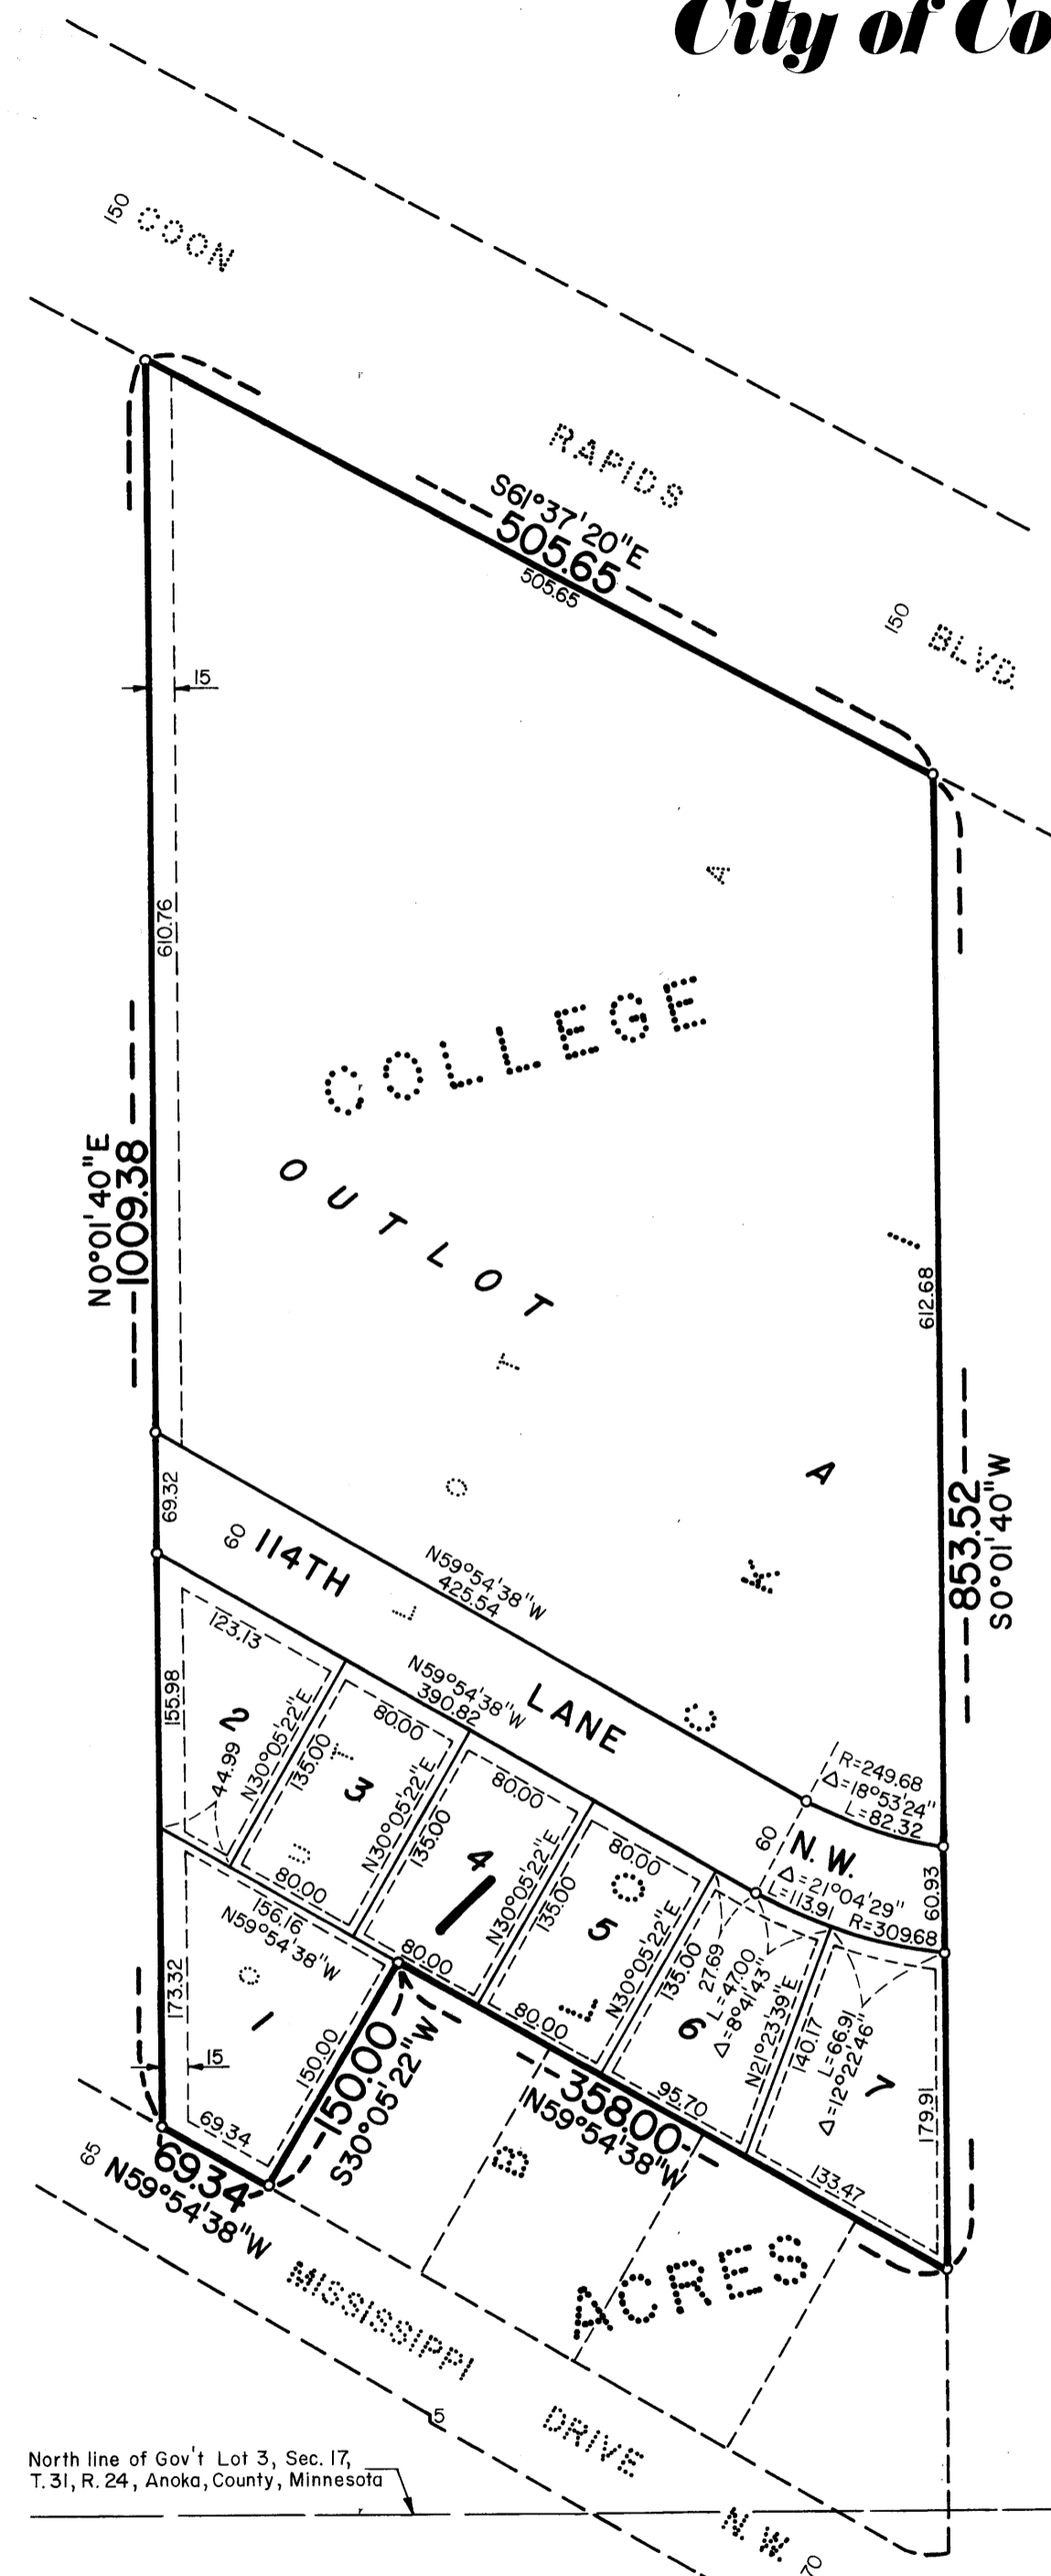 City of Co
150
COON
RAPIDS
S61°37'20"E
505.65
505.65
150
BLVD.
15
610.76
A
COLLEGE
N0°01'40"E
1009.38
OUTLOT
I
612.68
T
A
O
K
853.52
S0°01'40"W
69.32
60
114TH
N59°54'38"W
425.54
L
N59°54'38"W
390.82
LANE
C
R=249.68
Δ=18°53'24"
L=82.32
60
N.W.
Δ=21°04'29"
L=113.91
R=309.68
60.93
123.13
155.98
2
44.99
N30°05'22"E
80.00
135.00
T
3
U
N30°05'22"E
80.00
80.00
135.00
4
1
N30°05'22"E
80.00
80.00
135.00
O
5
L
N30°05'22"E
80.00
135.00
27.69
L=47.00
Δ=8°41'43"
6
N21°23'39"E
95.70
140.17
L=66.91
Δ=12°22'46"
7
179.91
133.47
156.16
N59°54'38"W
173.32
O
1
150.00
15
69.34
150.00
S30°05'22"W
358.00
N59°54'38"W
65
69.34
N59°54'38"W
B
ACRES
MISSISSIPPI
5
DRIVE
North line of Gov't Lot 3, Sec. 17,
T. 31, R. 24, Anoka, County, Minnesota
N.W.
70